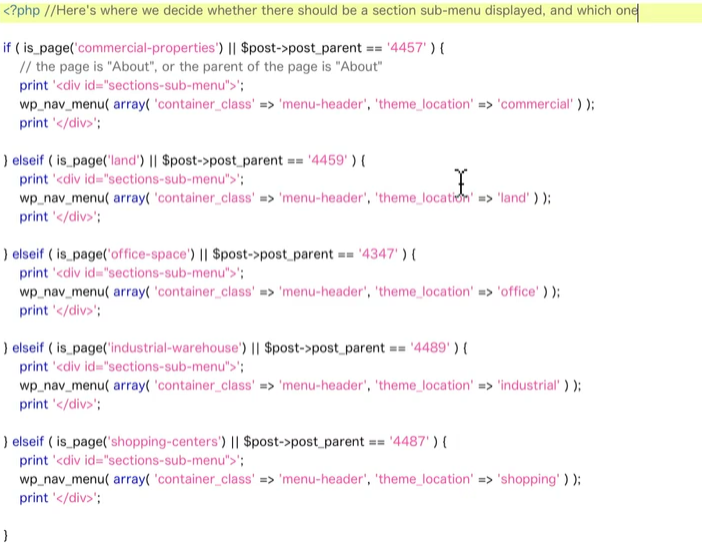 <?php //Here's where we decide whether there should be a section sub-menu displayed, and which one
if ( is_page('commercial-properties') || $post->post_parent == '4457' ) {
// the page is "About", or the parent of the page is "About"
print '<div id="sections-sub-menu">';
wp_nav_menu( array( 'container_class' => 'menu-header', 'theme_location' => 'commercial' ) );
print '</div>';
} elseif ( is_page('land') || $post->post_parent == '4459' ) {
print '<div id="sections-sub-menu">';
wp_nav_menu( array( 'container_class' => 'menu-header', 'theme_location' => 'land' ) );
print '</div>';
} elseif ( is_page('office-space') || $post->post_parent == '4347' ) {
print '<div id="sections-sub-menu">';
wp_nav_menu( array( 'container_class' => 'menu-header', 'theme_location' => 'office' ) );
print '</div>';
} elseif ( is_page('industrial-warehouse') || $post->post_parent == '4489' ) {
print '<div id="sections-sub-menu">';
wp_nav_menu( array( 'container_class' => 'menu-header', 'theme_location' => 'industrial' ) );
print '</div>';
} elseif ( is_page('shopping-centers') || $post->post_parent == '4487' ) {
print '<div id="sections-sub-menu">';
wp_nav_menu( array( 'container_class' => 'menu-header', 'theme_location' => 'shopping' ) );
print '</div>';
}